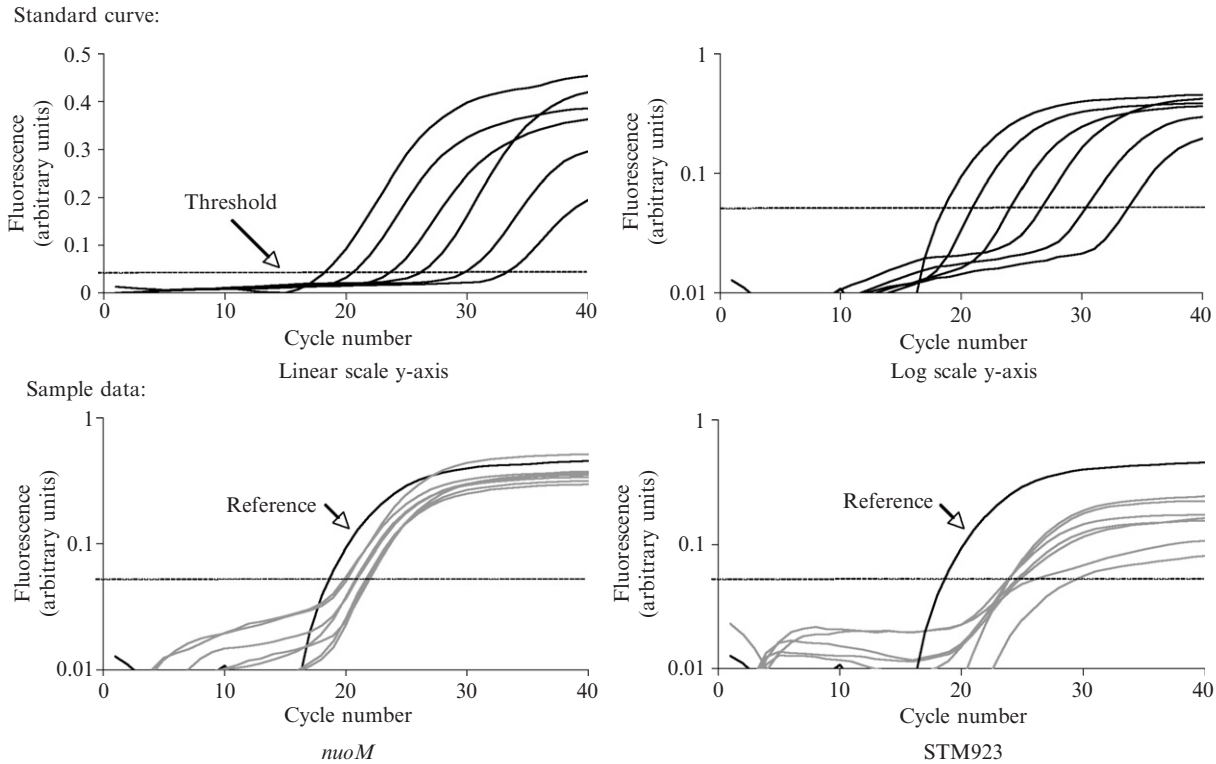 Standard curve:
0.5
0.4
0.3
0.2
0.1
0
Fluorescence
(arbitrary units)
Threshold
0
10
20
30
40
Cycle number
Linear scale y-axis
1
0.1
0.01
Fluorescence
(arbitrary units)
0
10
20
30
40
Cycle number
Log scale y-axis
Sample data:
1
0.1
0.01
Fluorescence
(arbitrary units)
Reference
0
10
20
30
40
Cycle number
nuoM
1
0.1
0.01
Fluorescence
(arbitrary units)
Reference
0
10
20
30
40
Cycle number
STM923